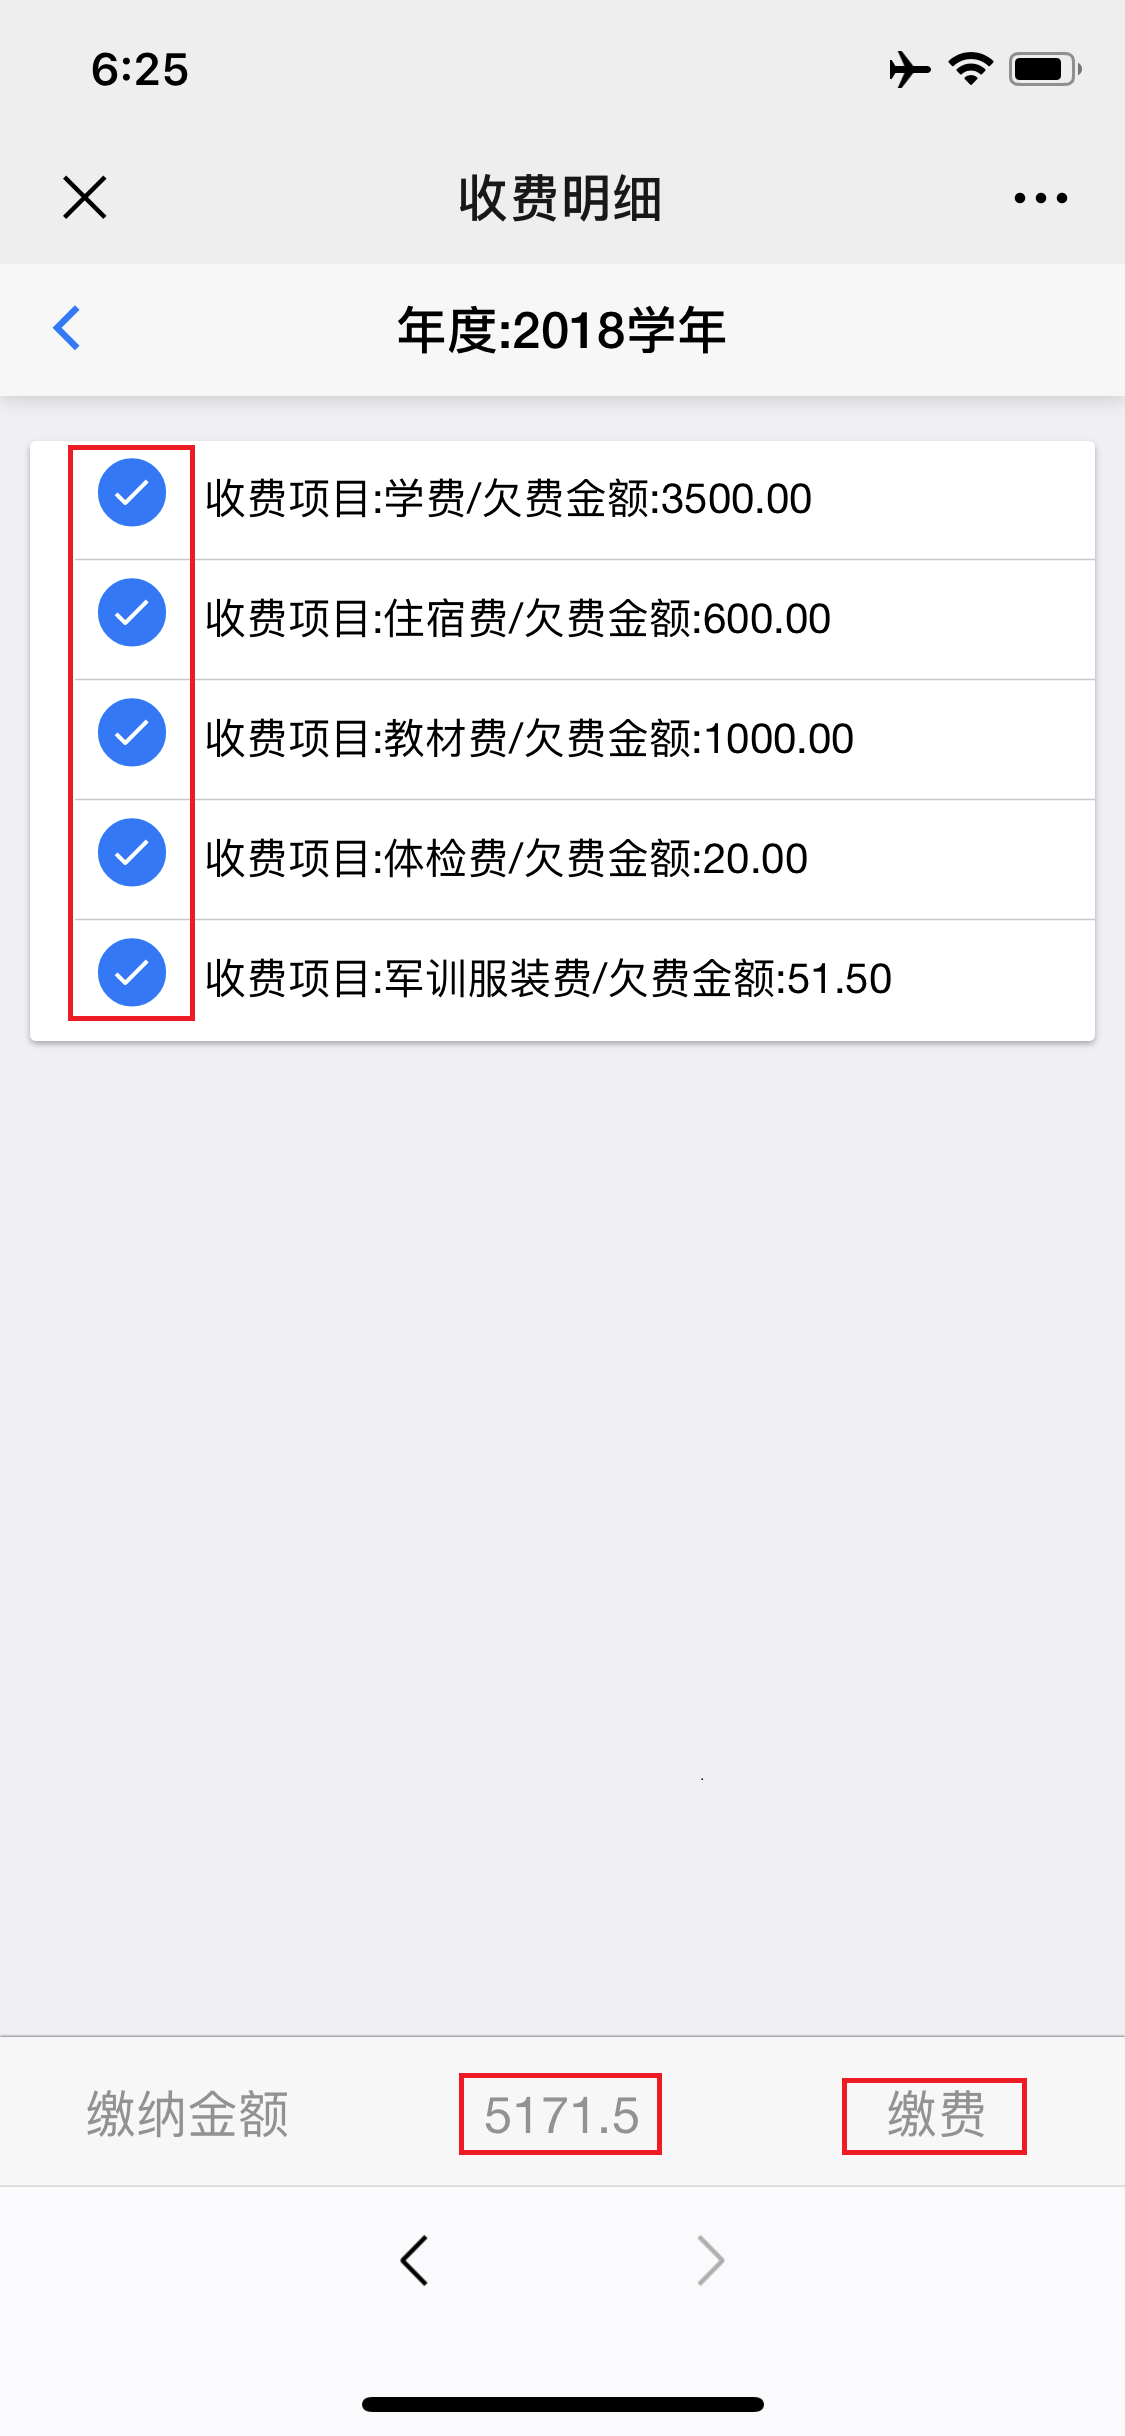 6:25
收费明细
年度:2018学年
收费项目:学费/欠费金额:3500.00
收费项目:住宿费/欠费金额:600.00
收费项目:教材费/欠费金额:1000.00
收费项目:体检费/欠费金额:20.00
收费项目:军训服装费/欠费金额:51.50
缴纳金额 5171.5 缴费